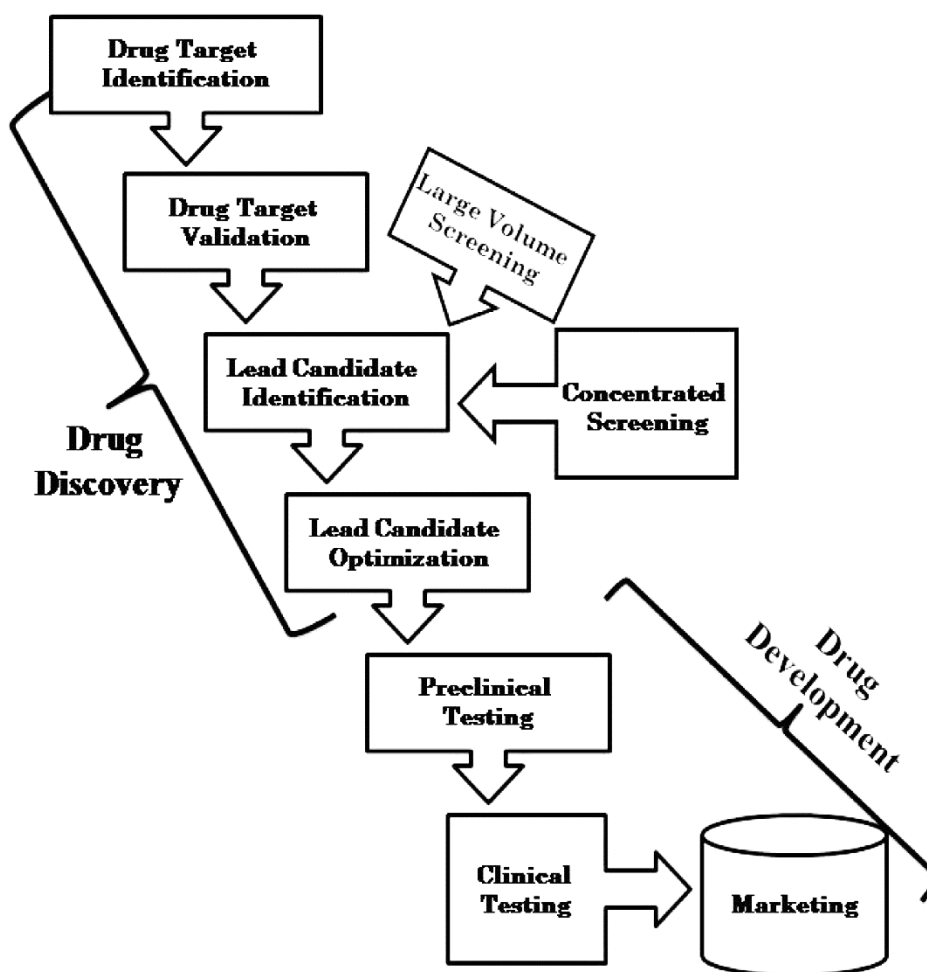 Drug Target
Identification
Drug Target
Validation
Large Volume
Screening
Lead Candidate
Identification
Concentrated
Screening
Drug
Discovery
Lead Candidate
Optimization
Drug
Development
Preclinical
Testing
Clinical
Testing
Marketing